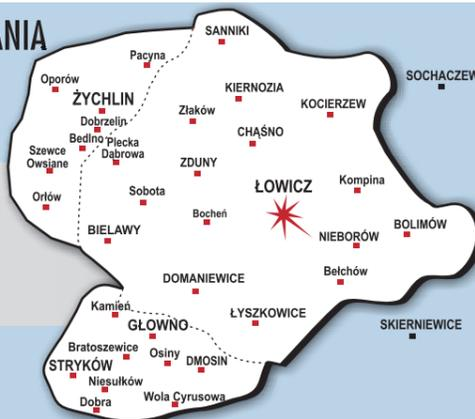 ANIA
SANNIKI
Pacyna
Oporów
SOCHACZEW
ŻYCHLIN
KIERNOZIA
KOCIERZEW
Złaków
Dobrzelin
CHĄŚNO
Bedlno
Plecka
Dąbrowa
Szewce
Owsiane
ZDUNY
ŁOWICZ
Kompina
Sobota
Orłów
Bocheń
BOLIMÓW
BIELAWY
NIEBORÓW
Bełchów
DOMANIEWICE
Kamień
ŁYSZKOWICE
GŁOWNO
SKIERNIEWICE
Bratoszewice
Osiny
DMOSIN
STRYKÓW
Niesułków
Dobra
Wola Cyrusowa